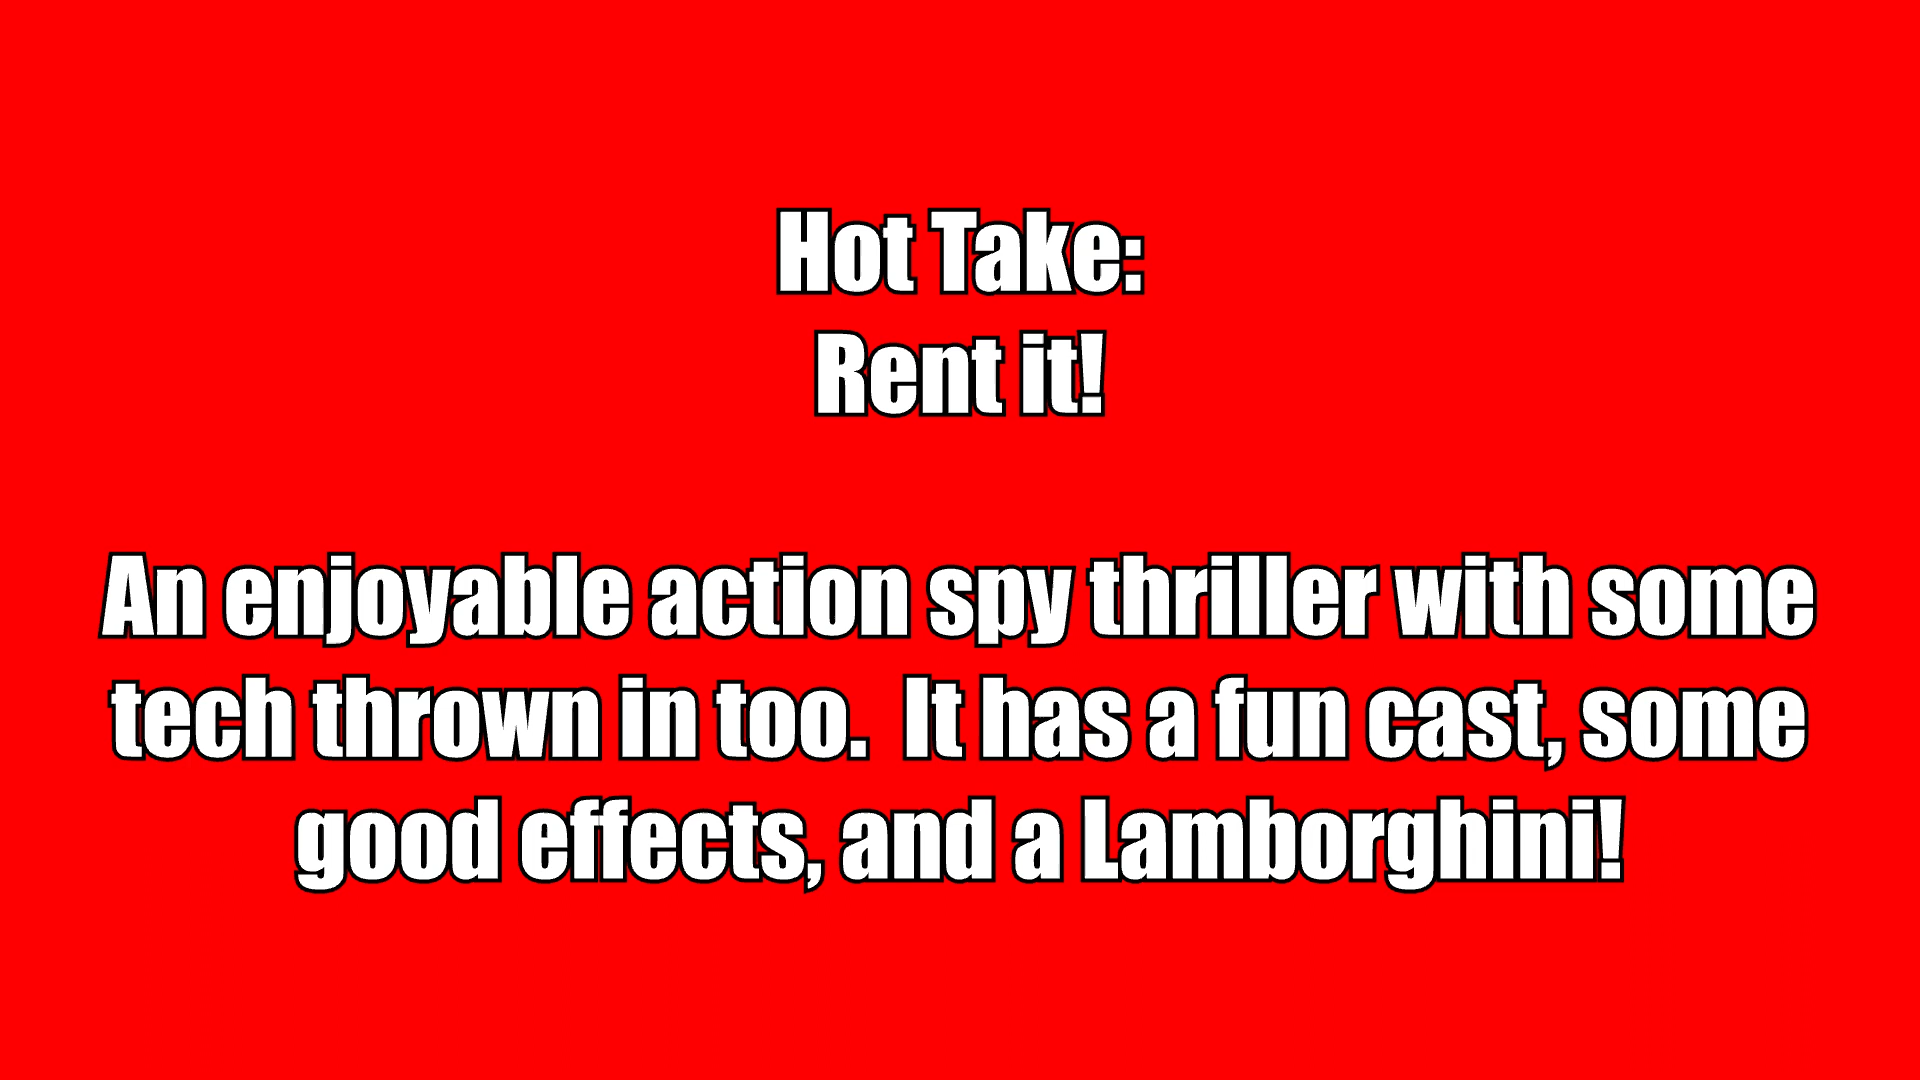 Hot Take:
Rent it!
An enjoyable action spy thriller with some
tech thrown in too.  It has a fun cast, some
good effects, and a Lamborghini!